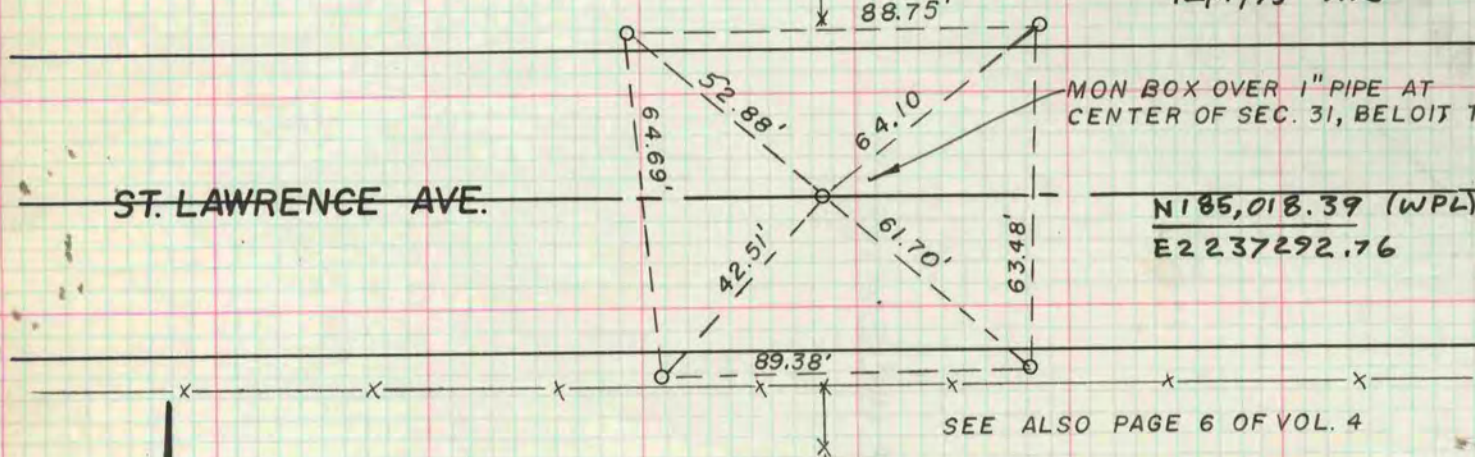 88.75'
52.88'
64.10
MON BOX OVER 1" PIPE AT
CENTER OF SEC. 31, BELOIT
64.69'
ST. LAWRENCE AVE.
N185,018.39 (WPL)
E2237292.76
42.51'
61.70'
63.48'
89.38'
SEE ALSO PAGE 6 OF VOL. 4